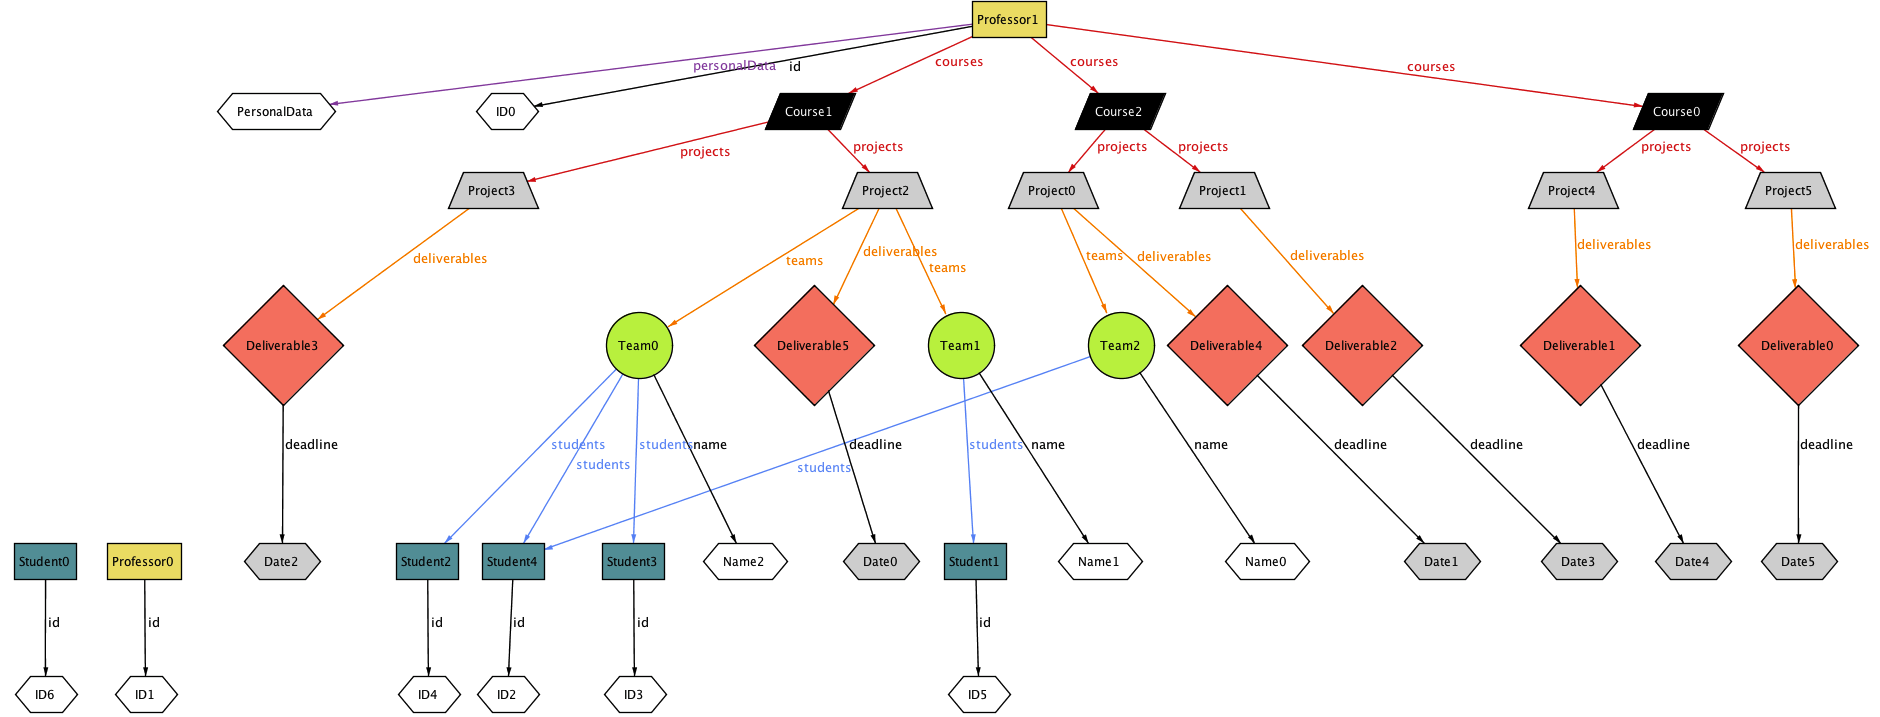 Professor1
personalData
id
courses
courses
courses
PersonalData
ID0
Course1
Course2
Course0
projects
projects
projects
projects
projects
projects
Project3
Project2
Project0
Project1
Project4
Project5
deliverables
teams
deliverables
teams
teams
deliverables
deliverables
deliverables
deliverables
Deliverable3
Team0
Deliverable5
Team1
Team2
Deliverable4
Deliverable2
Deliverable1
Deliverable0
deadline
students
students
students
name
students
deadline
students
name
name
deadline
deadline
deadline
deadline
Student0
Professor0
Date2
Student2
Student4
Student3
Name2
Date0
Student1
Name1
Name0
Date1
Date3
Date4
Date5
id
id
id
id
id
id
ID6
ID1
ID4
ID2
ID3
ID5